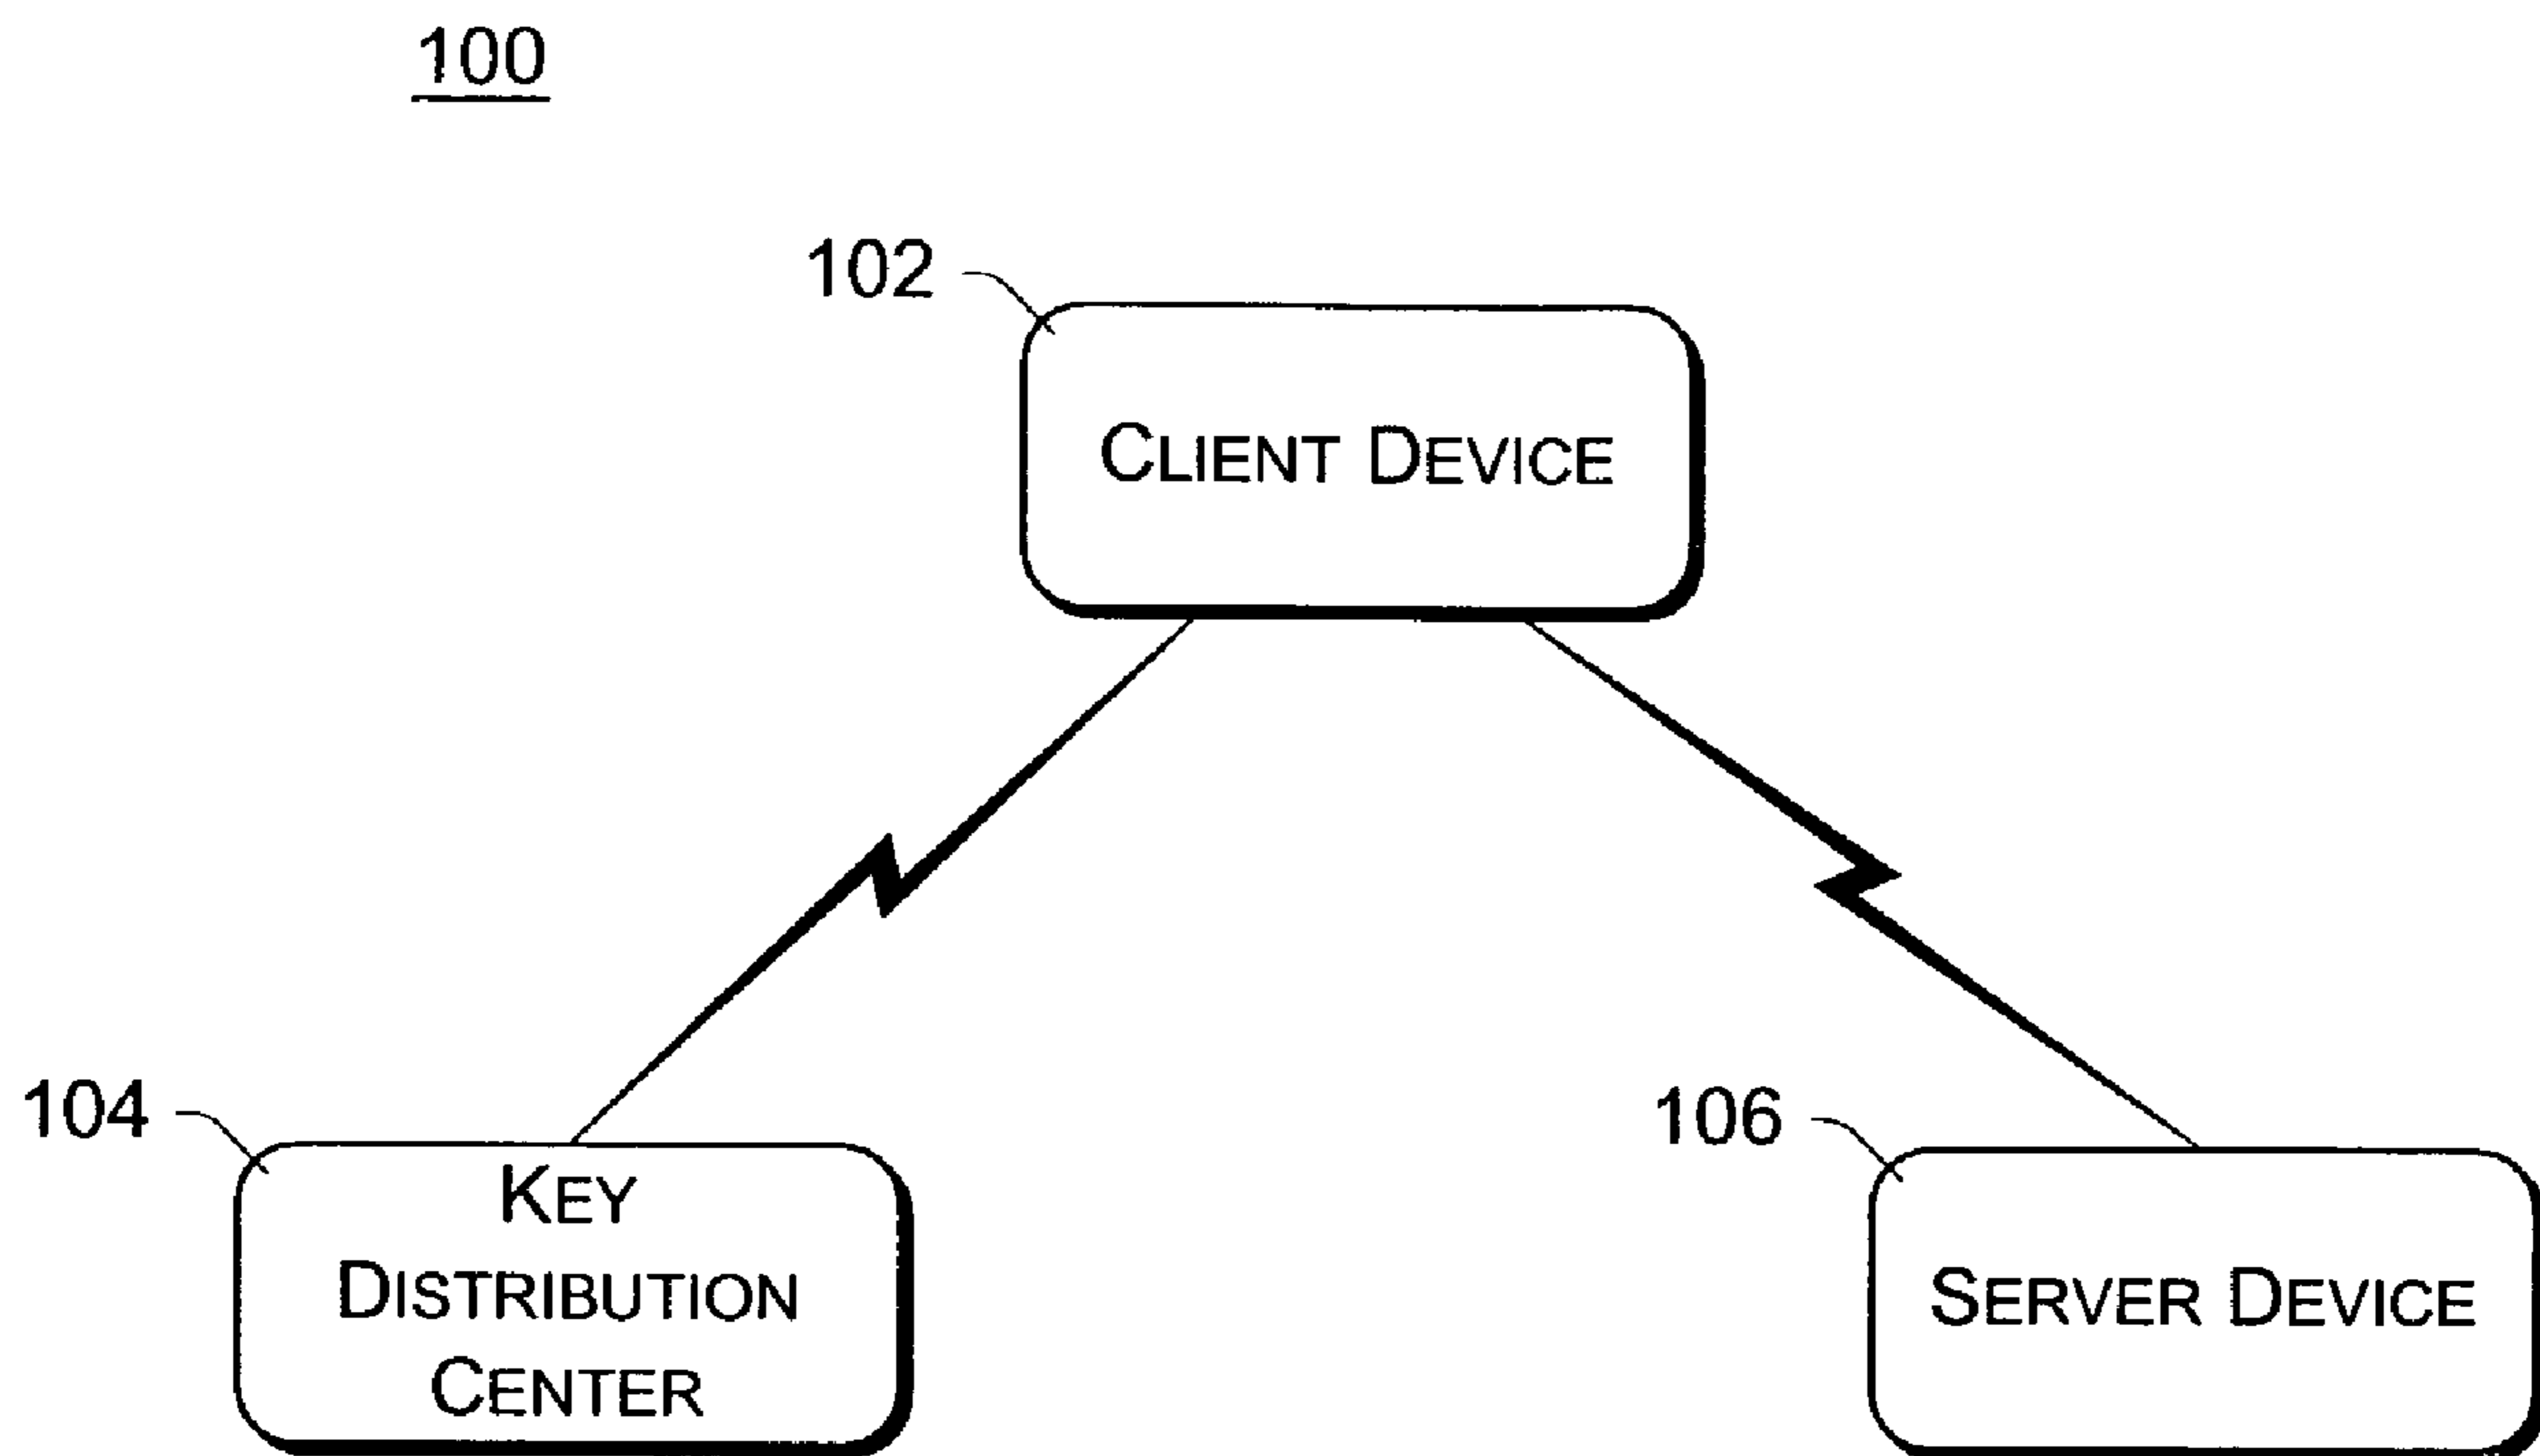 100
102
CLIENT DEVICE
104
106
KEY
DISTRIBUTION
CENTER
SERVER DEVICE